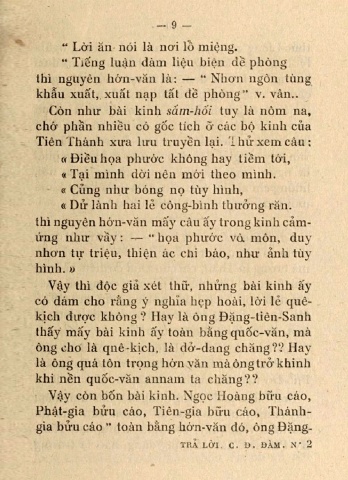 — 9 —
“ Lời ăn nói là nơi lỗ miệng.
“ Tiếng luận đàm liệu biện đề phòng
thì nguyên hớn-văn là: — “ Nhơn ngôn tùng
khẩu xuất, xuất nạp tất đề phòng” v. vân..
Còn như bài kinh sám-hối tuy là nôm na,
chớ phần nhiều có gốc tích ở các bộ kinh của
Tiên Thành xưa lưu truyền lại. Thử xem câu :
« Điều họa phước không hay tiềm tới,
« Tại mình dời nên mới theo mình.
« Cũng như bóng nọ tùy hình,
« Dữ lành hai lẽ công-bình thưởng răn.
thì nguyên hớn-văn mấy câu ấy trong kinh cảm-
ứng như vầy : — “họa phước vô môn, duy
nhơn tự triệu, thiện ác chi báo, như ảnh tùy
hình. »
Vậy thì độc giả xét thử, những bài kinh ấy
có dám cho rằng ý nghĩa hẹp hoài, lời lẽ quê-
kịch được không ? Hay là ông Đặng-tiên-Sanh
thấy mấy bài kinh ấy toàn bằng quốc-văn, mà
ông cho là quê-kịch, là dở-dang chăng ?? Hay
là ông quá tôn trọng hớn văn mà ông trở khinh
khi nền quốc-văn annam ta chăng ??
Vậy còn bốn bài kinh. Ngọc Hoàng bữu cáo,
Phật-gia bửu cáo, Tiên-gia bữu cáo, Thánh-
gia bửu cáo “ toàn bằng hớn-văn đó, ông Đặng-
TRẢ LỜI. C. Đ. ĐÀM. N° 2